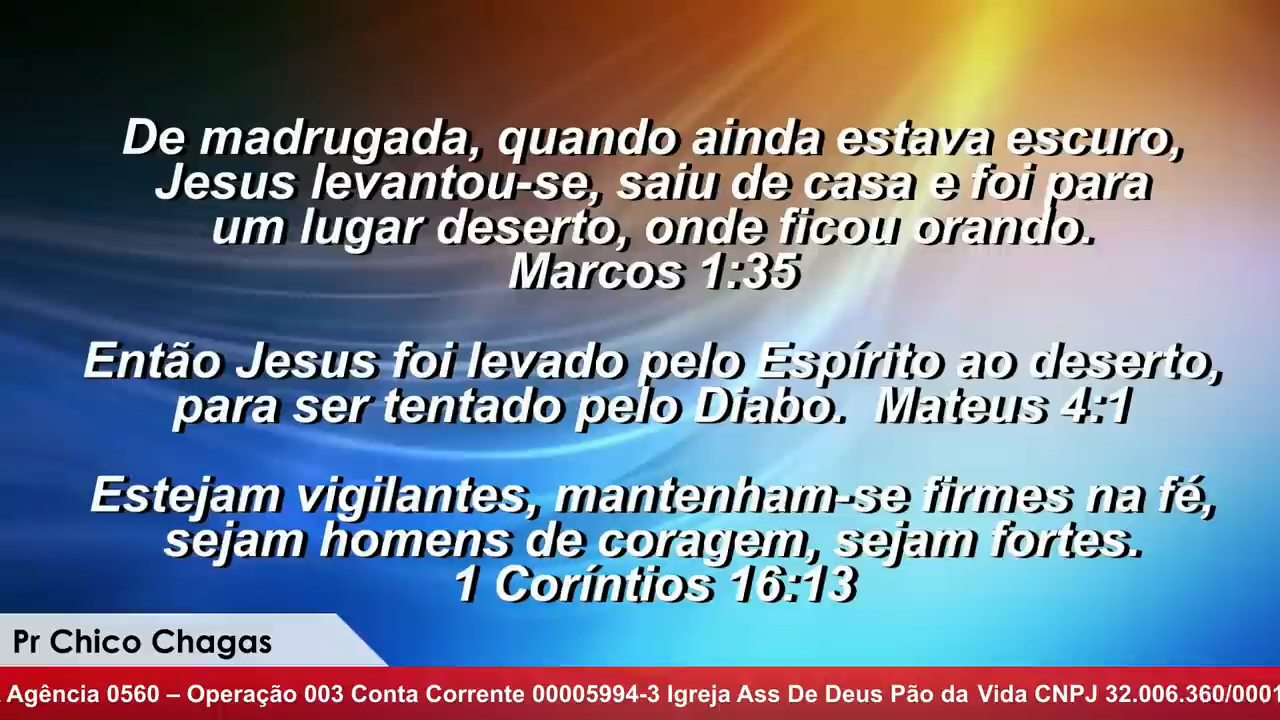 De madrugada, quando ainda estava escuro,
Jesus levantou-se, saiu de casa e foi para
um lugar deserto, onde ficou orando.
Marcos 1:35
Então Jesus foi levado pelo Espírito ao deserto,
para ser tentado pelo Diabo. Mateus 4:1
Estejam vigilantes, mantenham-se firmes na fé,
sejam homens de coragem, sejam fortes.
1 Coríntios 16:13
Pr Chico Chagas
Agência 0560 – Operação 003 Conta Corrente 00005994-3 Igreja Ass De Deus Pão da Vida CNPJ 32.006.360/0001